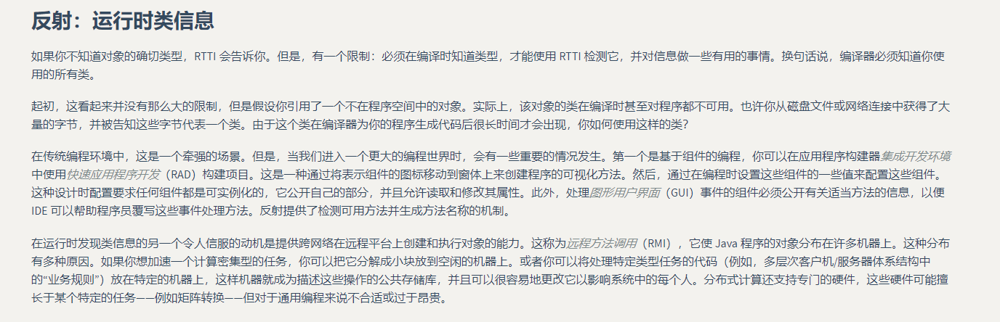 反射：运行时类信息
如果你不知道对象的确切类型，RTTI 会告诉你。但是，有一个限制：必须在编译时知道类型，才能使用 RTTI 检测它，并对信息做一些有用的事情。换句话说，编译器必须知道你使
用的所有类。
起初，这看起来并没有那么大的限制，但是假设你引用了一个不在程序空间中的对象。实际上，该对象的类在编译时甚至对程序都不可用。也许你从磁盘文件或网络连接中获得了大
量的字节，并被告知这些字节代表一个类。由于这个类在编译器为你的程序生成代码后很长时间才会出现，你如何使用这样的类？
在传统编程环境中，这是一个牵强的场景。但是，当我们进入一个更大的编程世界时，会有一些重要的情况发生。第一个是基于组件的编程，你可以在应用程序构建器集成开发环境
中使用快速应用程序开发（RAD）构建项目。这是一种通过将表示组件的图标移动到窗体上来创建程序的可视化方法。然后，通过在编程时设置这些组件的一些值来配置这些组件。
这种设计时配置要求任何组件都是可实例化的，它公开自己的部分，并且允许读取和修改其属性。此外，处理图形用户界面（GUI）事件的组件必须公开有关适当方法的信息，以便
IDE 可以帮助程序员覆写这些事件处理方法。反射提供了检测可用方法并生成方法名称的机制。
在运行时发现类信息的另一个令人信服的动机是提供跨网络在远程平台上创建和执行对象的能力。这称为远程方法调用（RMI），它使 Java 程序的对象分布在许多机器上。这种分布
有多种原因。如果你想加速一个计算密集型的任务，你可以把它分解成小块放到空闲的机器上。或者你可以将处理特定类型任务的代码（例如，多层次客户机/服务器体系结构中
的“业务规则”）放在特定的机器上，这样机器就成为描述这些操作的公共存储库，并且可以很容易地更改它以影响系统中的每个人。分布式计算还支持专门的硬件，这些硬件可能擅
长于某个特定的任务——例如矩阵转换——但对于通用编程来说不合适或过于昂贵。